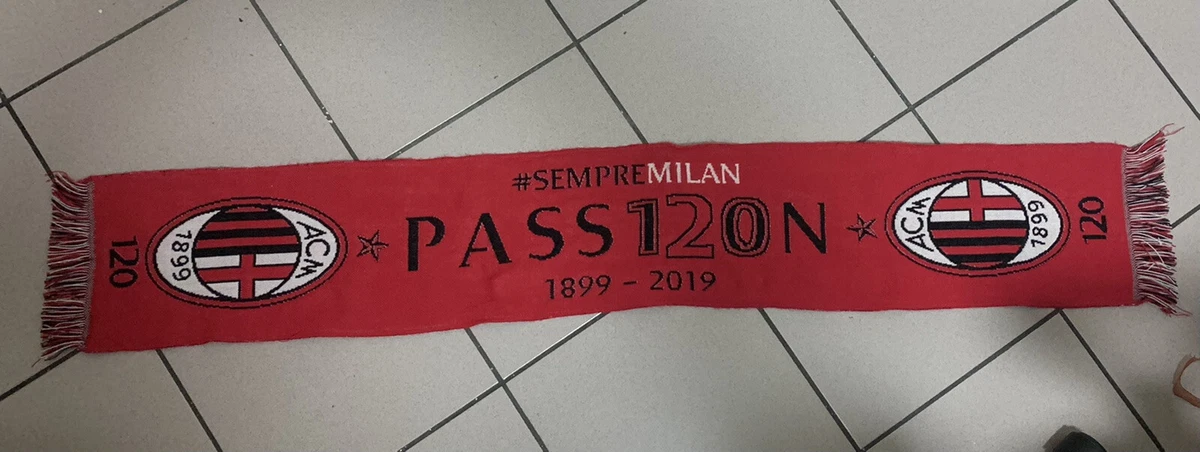 #SEMPREMILAN
120
ACM
1899
PASS120N
ACM
1899
120
1899 - 2019